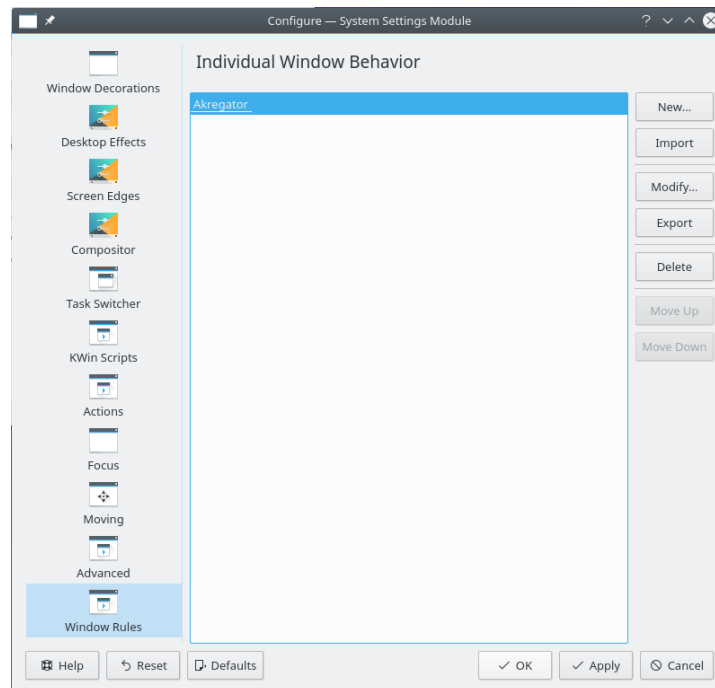 Configure — System Settings Module
Individual Window Behavior
Window Decorations
Desktop Effects
Screen Edges
Compositor
Task Switcher
KWin Scripts
Actions
Focus
Moving
Advanced
Window Rules
Akregator
New...
Import
Modify...
Export
Delete
Move Up
Move Down
Help
Reset
Defaults
OK
Apply
Cancel